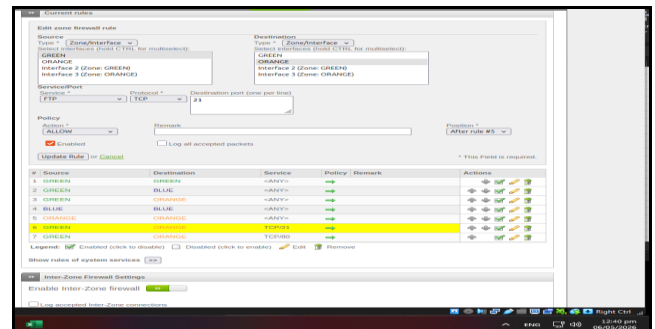 Current rules
Edit zone firewall rule
Source Destination
Type * Zone/Interface Type * Zone/Interface
Select interfaces (hold CTRL for multiselect): Select interfaces (hold CTRL for multiselect):
GREEN GREEN
ORANGE ORANGE
Interface 2 (Zone: GREEN) Interface 2 (Zone: GREEN)
Interface 3 (Zone: ORANGE) Interface 3 (Zone: ORANGE)
Service/Port
Service * Protocol * Destination port (one per line)
FTP TCP 21
Policy
Action * Remark Position *
ALLOW After rule #5
Enabled Log all accepted packets
Update Rule or Cancel * This Field is required.
# Source Destination Service Policy Remark Actions
1 GREEN GREEN <ANY>
2 GREEN BLUE <ANY>
3 GREEN ORANGE <ANY>
4 BLUE BLUE <ANY>
5 ORANGE ORANGE <ANY>
6 GREEN ORANGE TCP/21
7 GREEN ORANGE TCP/80
Legend: Enabled (click to disable) Disabled (click to enable) Edit Remove
Show rules of system services >>
Inter-Zone Firewall Settings
Enable Inter-Zone firewall
Log accepted Inter-Zone connections
Right Ctrl
ENG 12:40 pm
06/05/2026